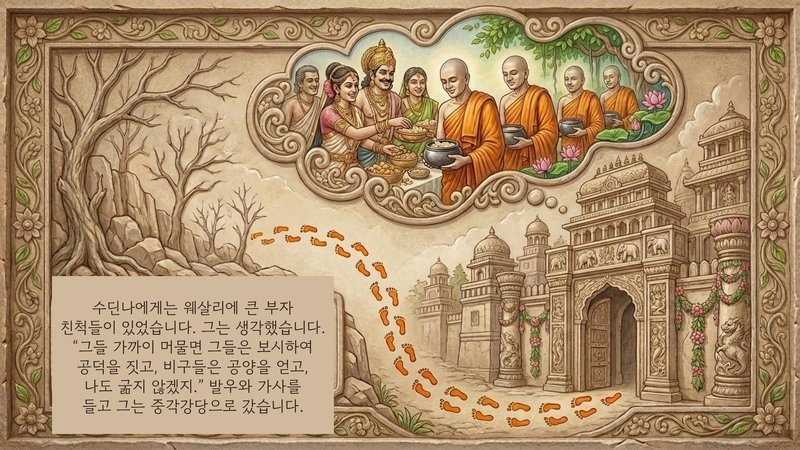 수딘나에게는 웨살리에 큰 부자
친척들이 있었습니다. 그는 생각했습니다.
“그들 가까이 머물면 그들은 보시하여
공덕을 짓고, 비구들은 공양을 얻고,
나도 굶지 않겠지.” 발우와 가사를
들고 그는 중각강당으로 갔습니다.